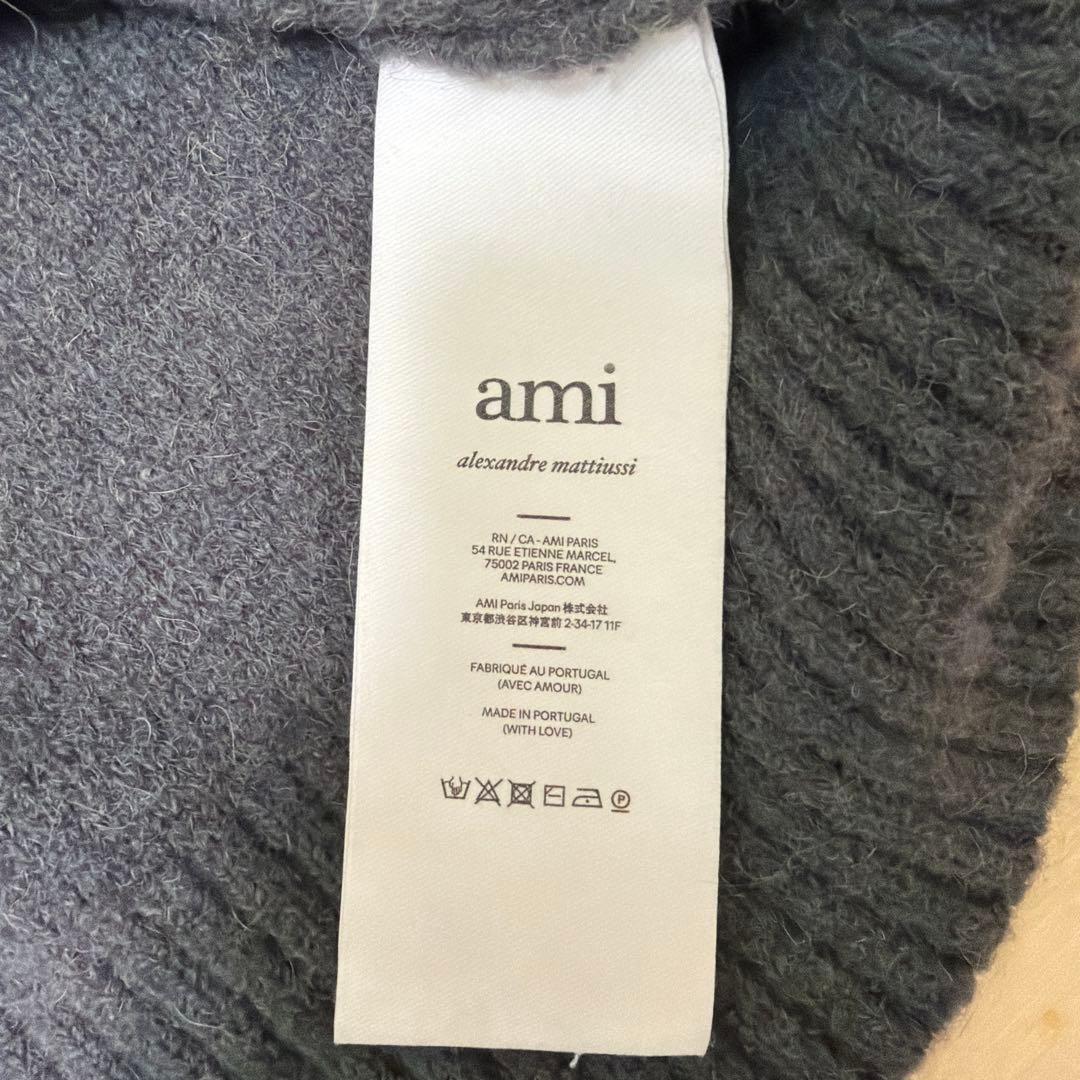 ami
alexandre mattiussi
RN / CA - AMI PARIS
54 RUE ETIENNE MARCEL,
75002 PARIS FRANCE
AMIPARIS.COM
AMI Paris Japan 株式会社
東京都渋谷区神宮前 2-34-17 11F
FABRIQUÉ AU PORTUGAL
(AVEC AMOUR)
MADE IN PORTUGAL
(WITH LOVE)
P